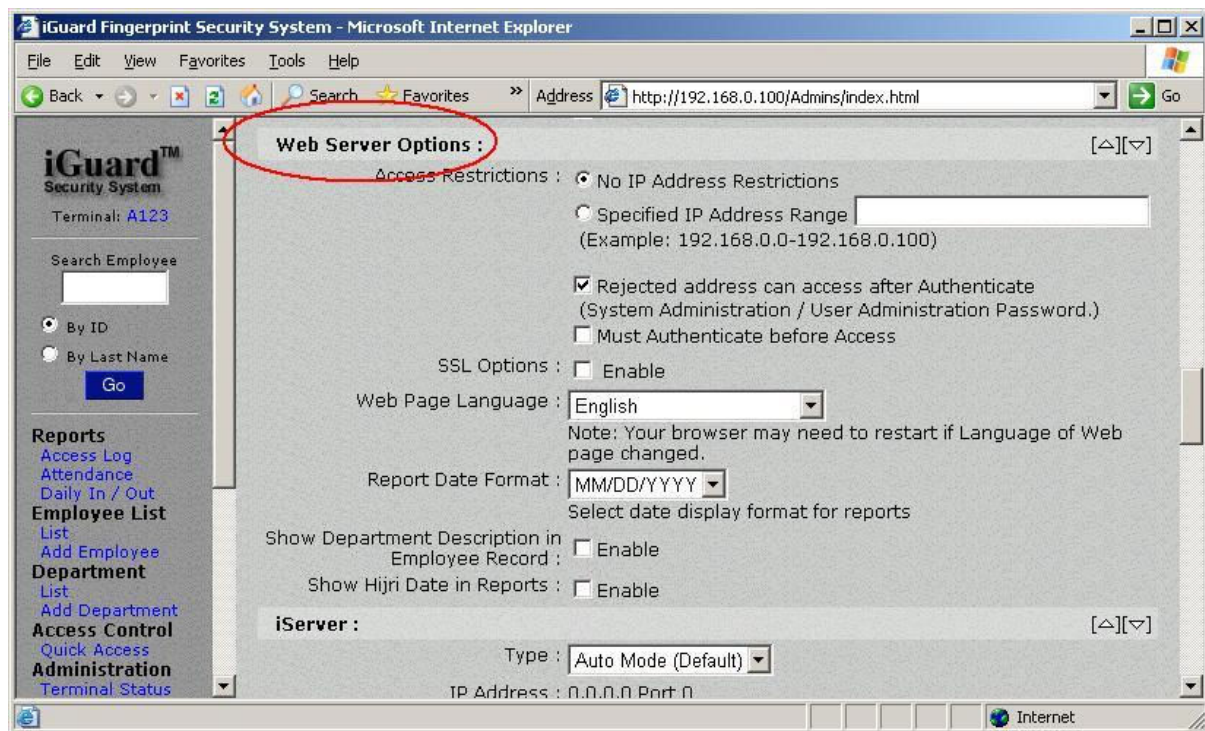 iGuard Fingerprint Security System - Microsoft Internet Explorer
File Edit View Favorites Tools Help
Back Search Favorites » Address http://192.168.0.100/Admins/index.html Go
iGuard™
Security System
Terminal: A123
Search Employee
By ID
By Last Name
Go
Reports
Access Log
Attendance
Daily In / Out
Employee List
List
Add Employee
Department
List
Add Department
Access Control
Quick Access
Administration
Terminal Status
Web Server Options :
Access Restrictions : No IP Address Restrictions
Specified IP Address Range
(Example: 192.168.0.0-192.168.0.100)
Rejected address can access after Authenticate
(System Administration / User Administration Password.)
Must Authenticate before Access
SSL Options : Enable
Web Page Language : English
Note: Your browser may need to restart if Language of Web
page changed.
Report Date Format : MM/DD/YYYY
Select date display format for reports
Show Department Description in
Employee Record : Enable
Show Hijri Date in Reports : Enable
iServer :
Type : Auto Mode (Default)
IP Address : 0.0.0.0 Port 0
Internet